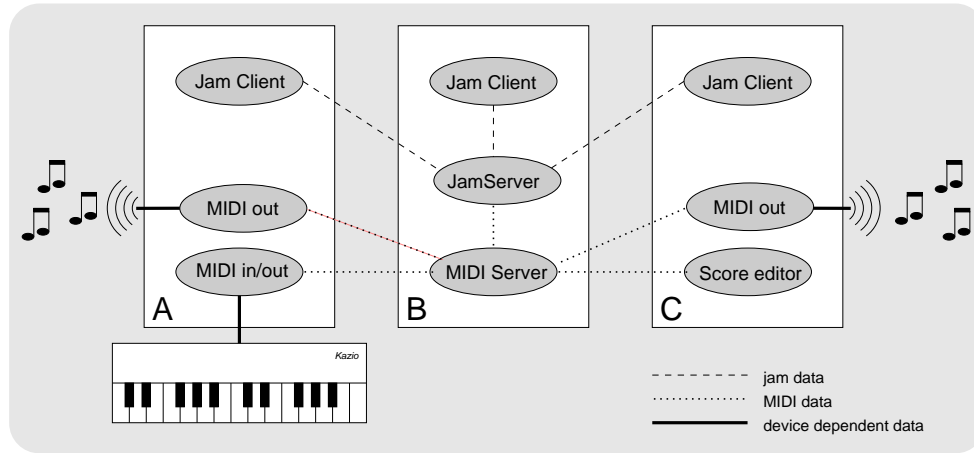 Jam Client
Jam Client
Jam Client
JamServer
MIDI out
MIDI out
MIDI in/out
MIDI Server
Score editor
A
B
C
Kazio
jam data
MIDI data
device dependent data